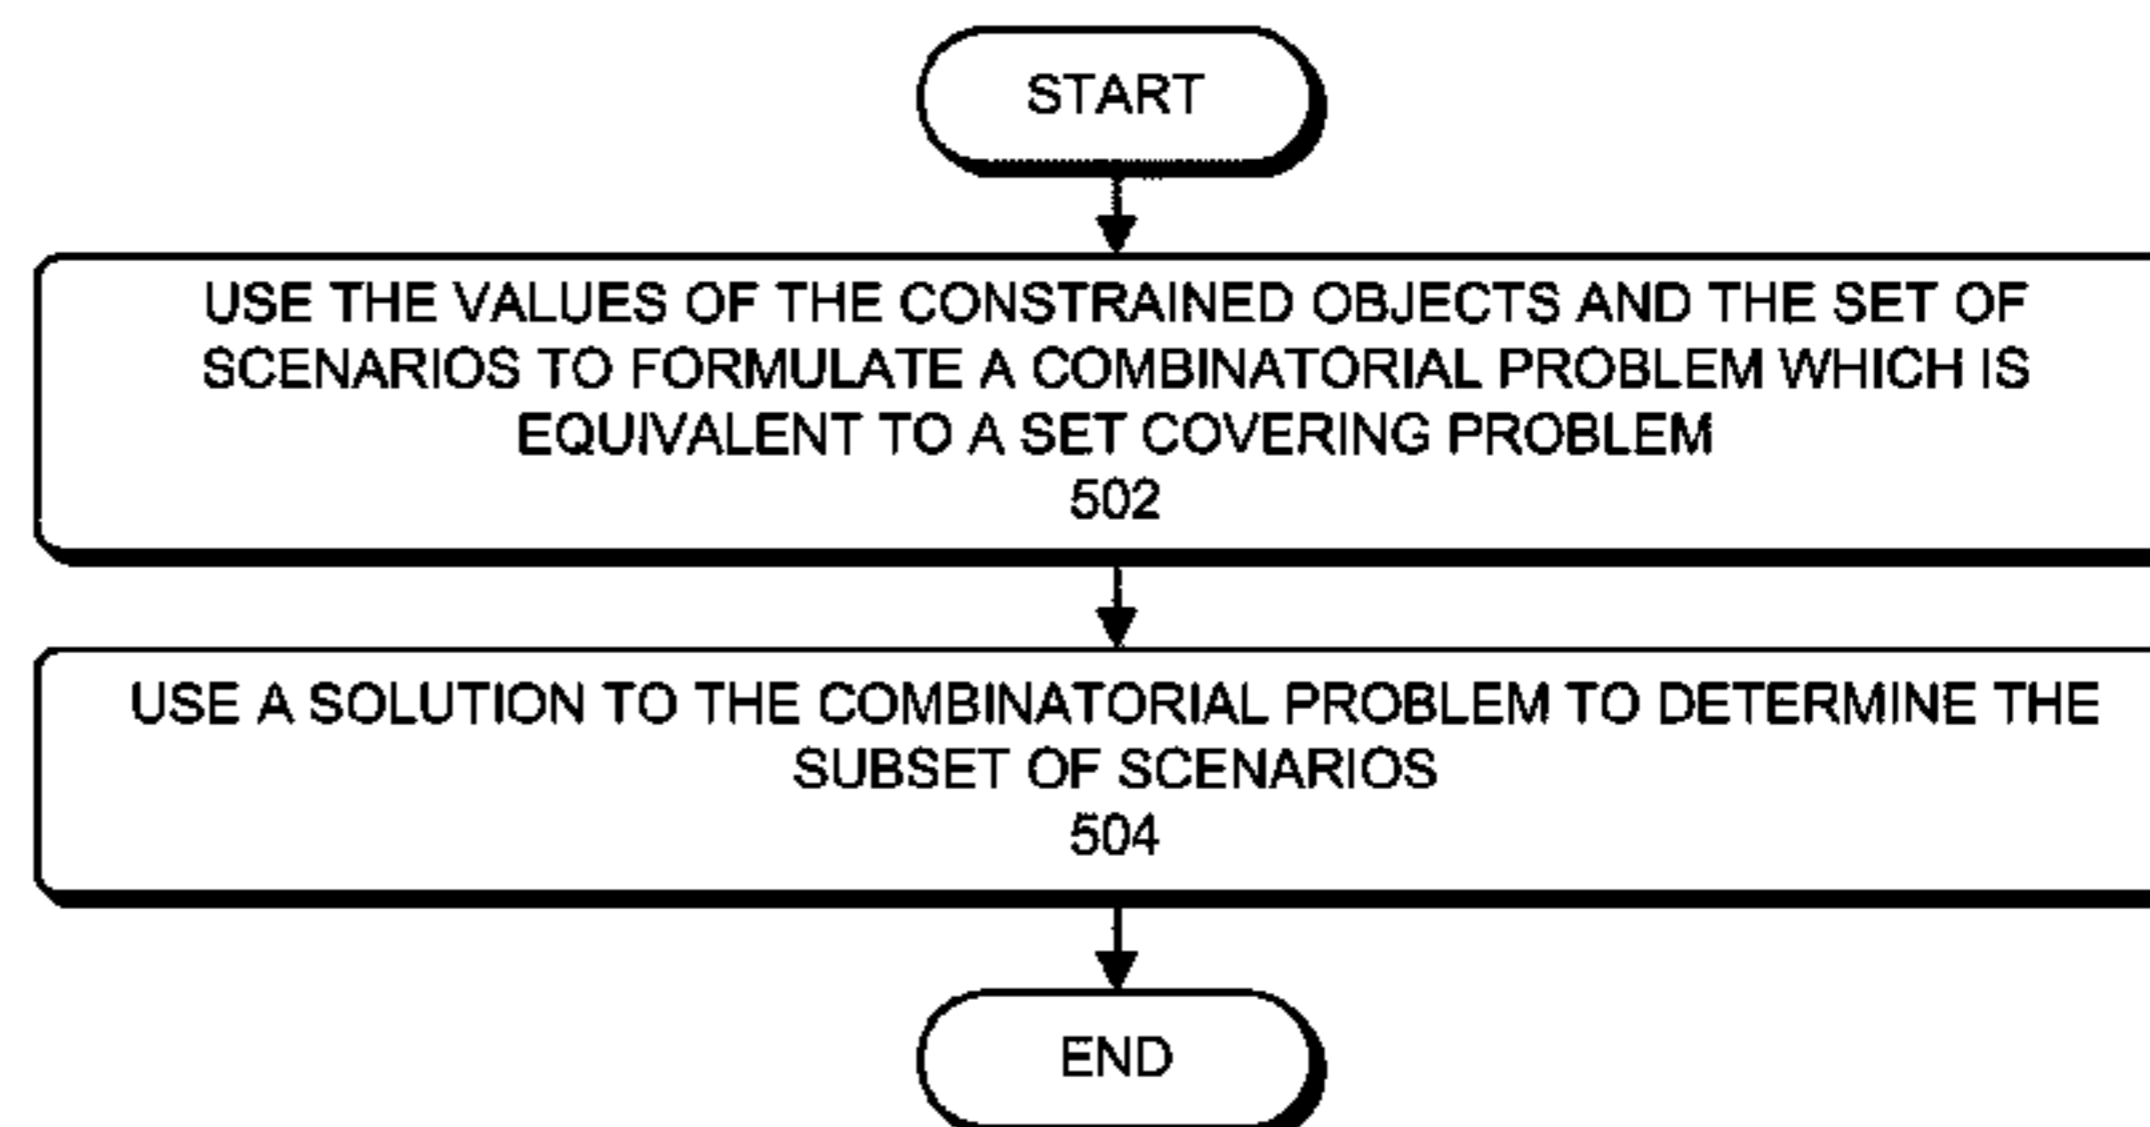 START
USE THE VALUES OF THE CONSTRAINED OBJECTS AND THE SET OF
SCENARIOS TO FORMULATE A COMBINATORIAL PROBLEM WHICH IS
EQUIVALENT TO A SET COVERING PROBLEM
502
USE A SOLUTION TO THE COMBINATORIAL PROBLEM TO DETERMINE THE
SUBSET OF SCENARIOS
504
END